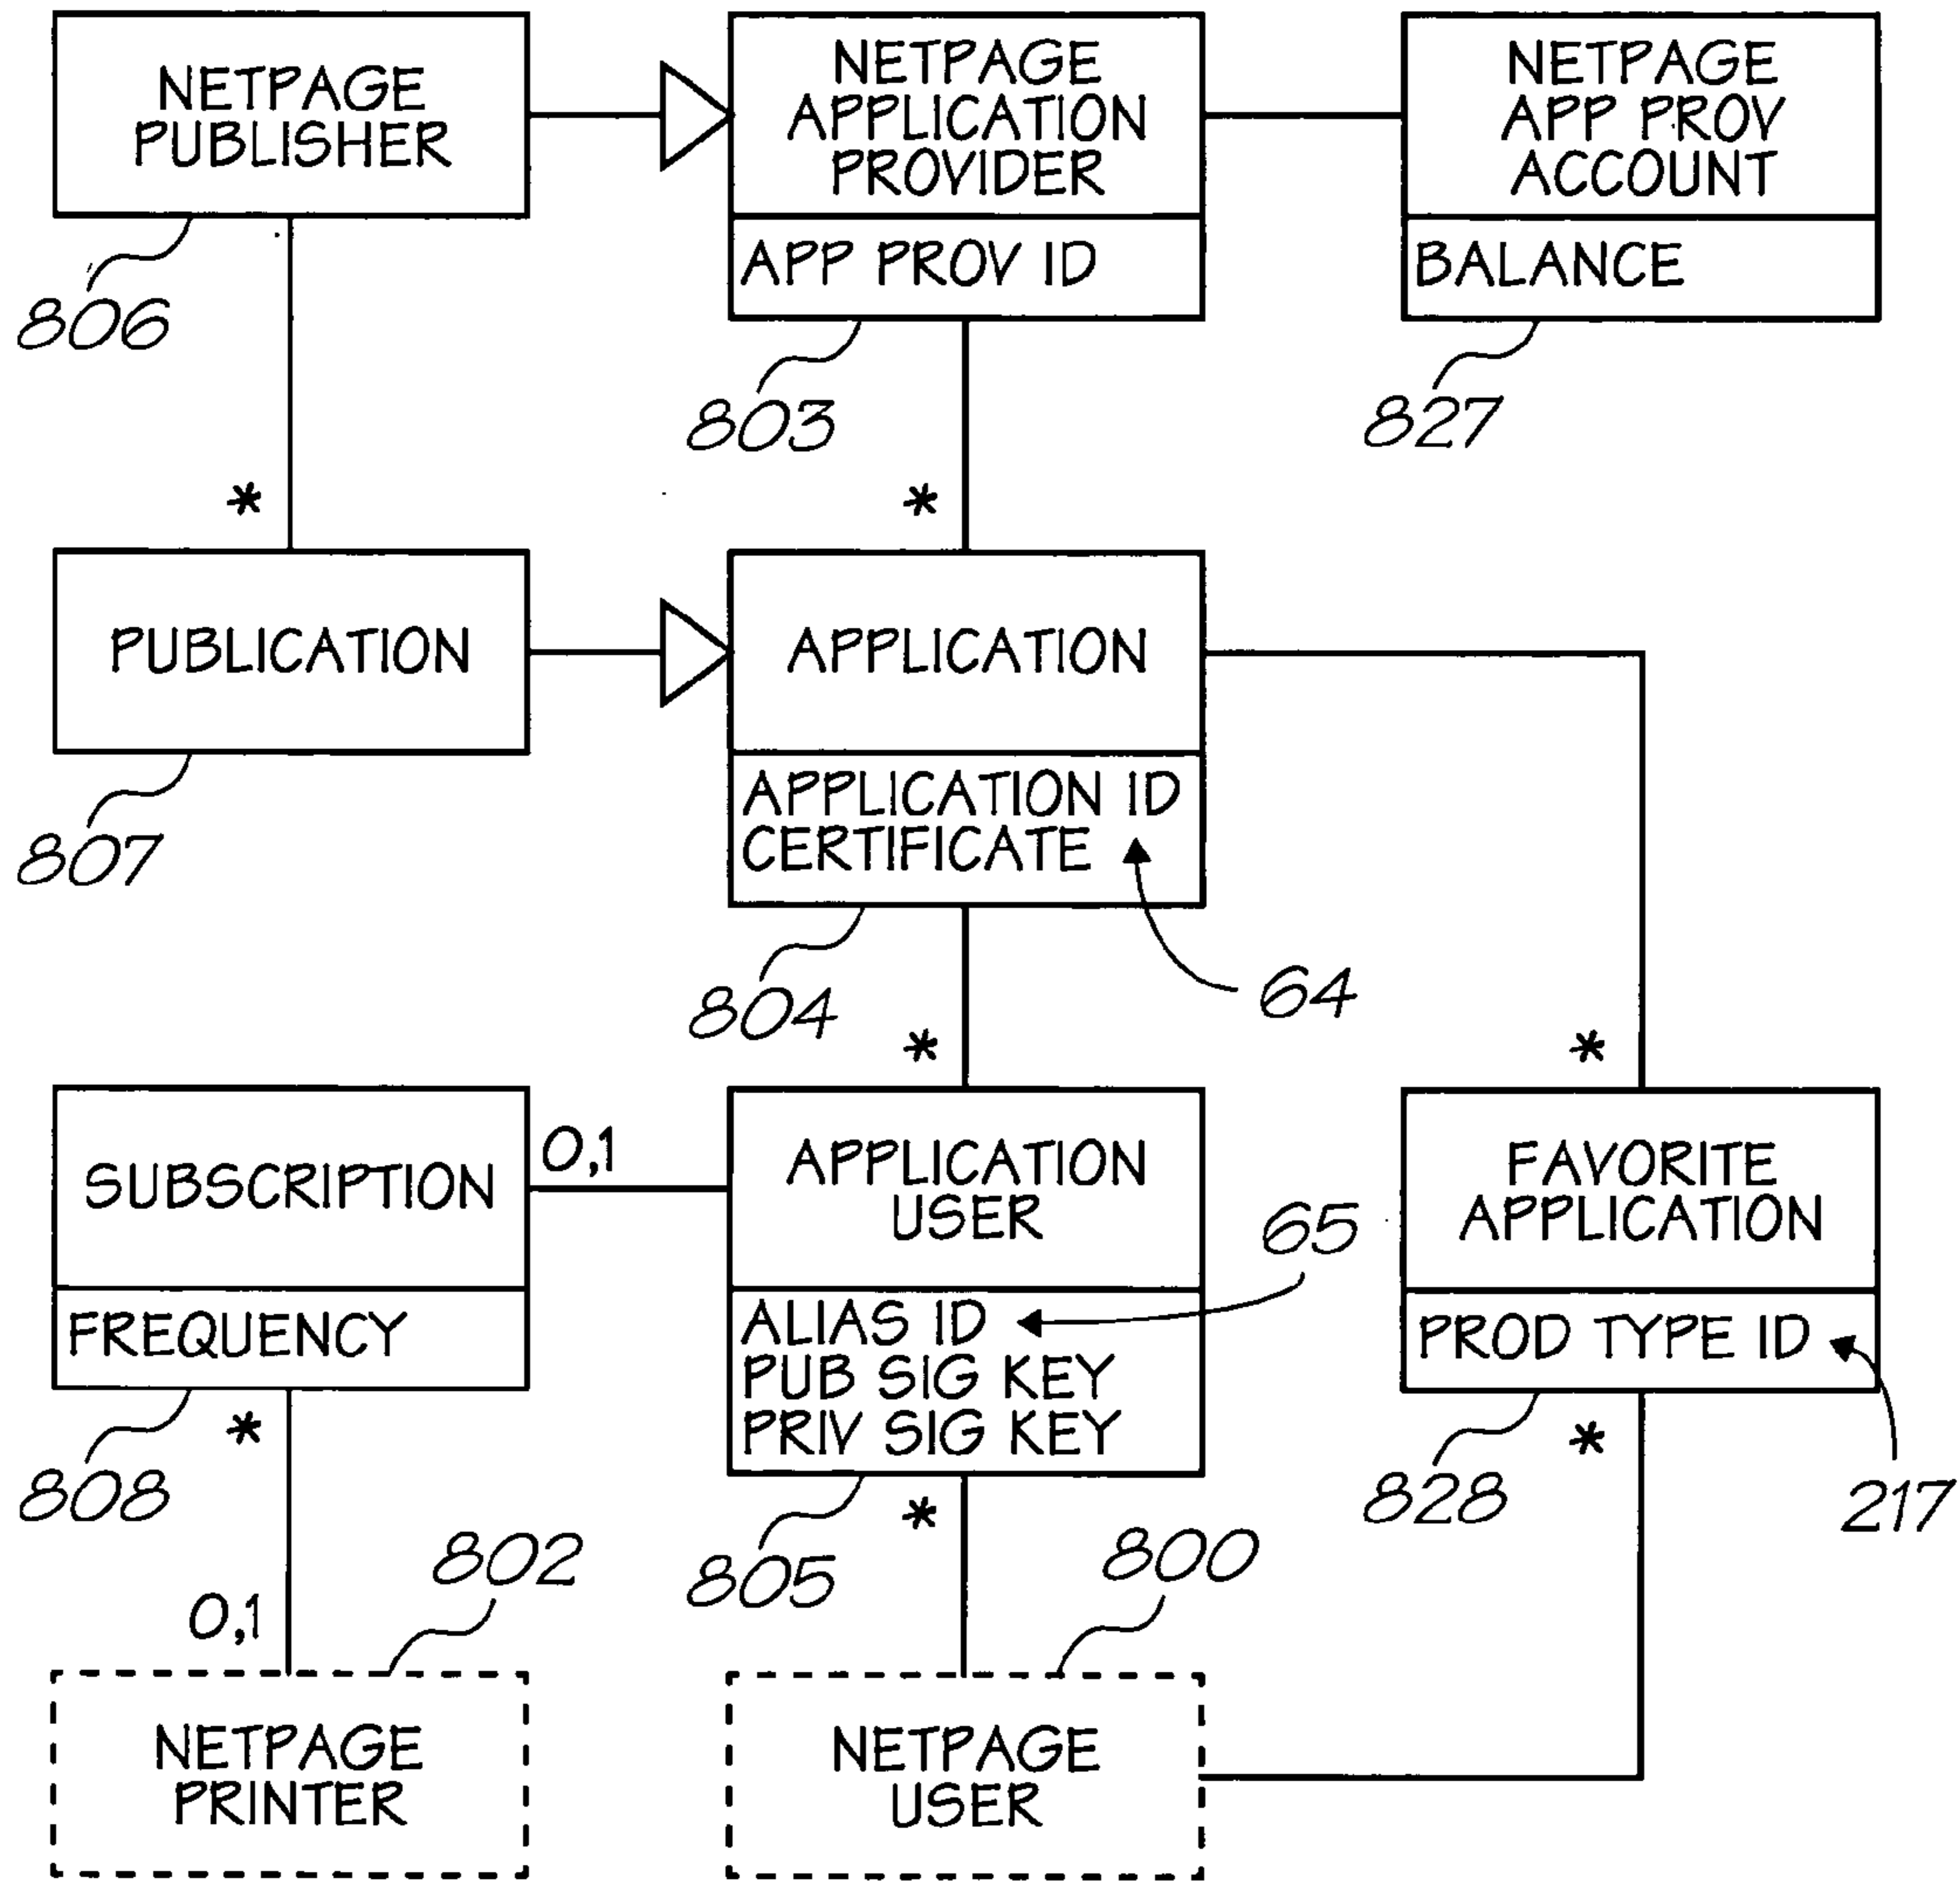 NETPAGE
PUBLISHER
NETPAGE
APPLICATION
PROVIDER
NETPAGE
APP PROV
ACCOUNT
APP PROV ID
BALANCE
806
803
827
*
*
PUBLICATION
APPLICATION
APPLICATION ID
CERTIFICATE
807
804
64
*
*
SUBSCRIPTION
0,1
APPLICATION
USER
65
FAVORITE
APPLICATION
FREQUENCY
ALIAS ID
PUB SIG KEY
PRIV SIG KEY
PROD TYPE ID
808
*
805
*
828
*
217
802
800
0,1
NETPAGE
PRINTER
NETPAGE
USER